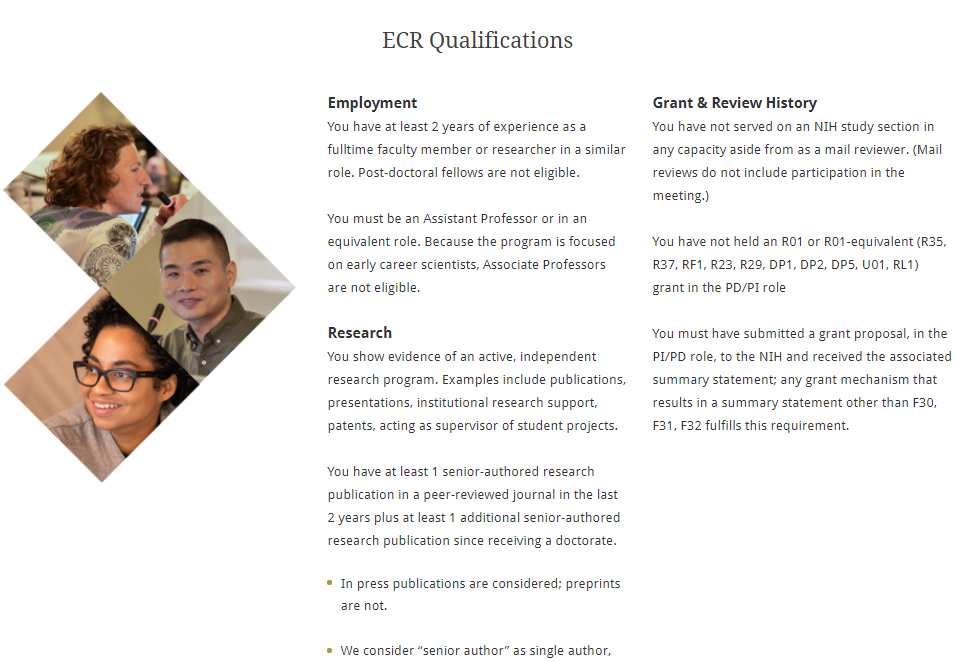 ECR Qualifications
Employment
You have at least 2 years of experience as a
fulltime faculty member or researcher in a similar
role. Post-doctoral fellows are not eligible.
You must be an Assistant Professor or in an
equivalent role. Because the program is focused
on early career scientists, Associate Professors
are not eligible.
Research
You show evidence of an active, independent
research program. Examples include publications,
presentations, institutional research support,
patents, acting as supervisor of student projects.
You have at least 1 senior-authored research
publication in a peer-reviewed journal in the last
2 years plus at least 1 additional senior-authored
research publication since receiving a doctorate.
• In press publications are considered; preprints
are not.
• We consider “senior author” as single author,
Grant & Review History
You have not served on an NIH study section in
any capacity aside from as a mail reviewer. (Mail
reviews do not include participation in the
meeting.)
You have not held an R01 or R01-equivalent (R35,
R37, RF1, R23, R29, DP1, DP2, DP5, U01, RL1)
grant in the PD/PI role
You must have submitted a grant proposal, in the
PI/PD role, to the NIH and received the associated
summary statement; any grant mechanism that
results in a summary statement other than F30,
F31, F32 fulfills this requirement.